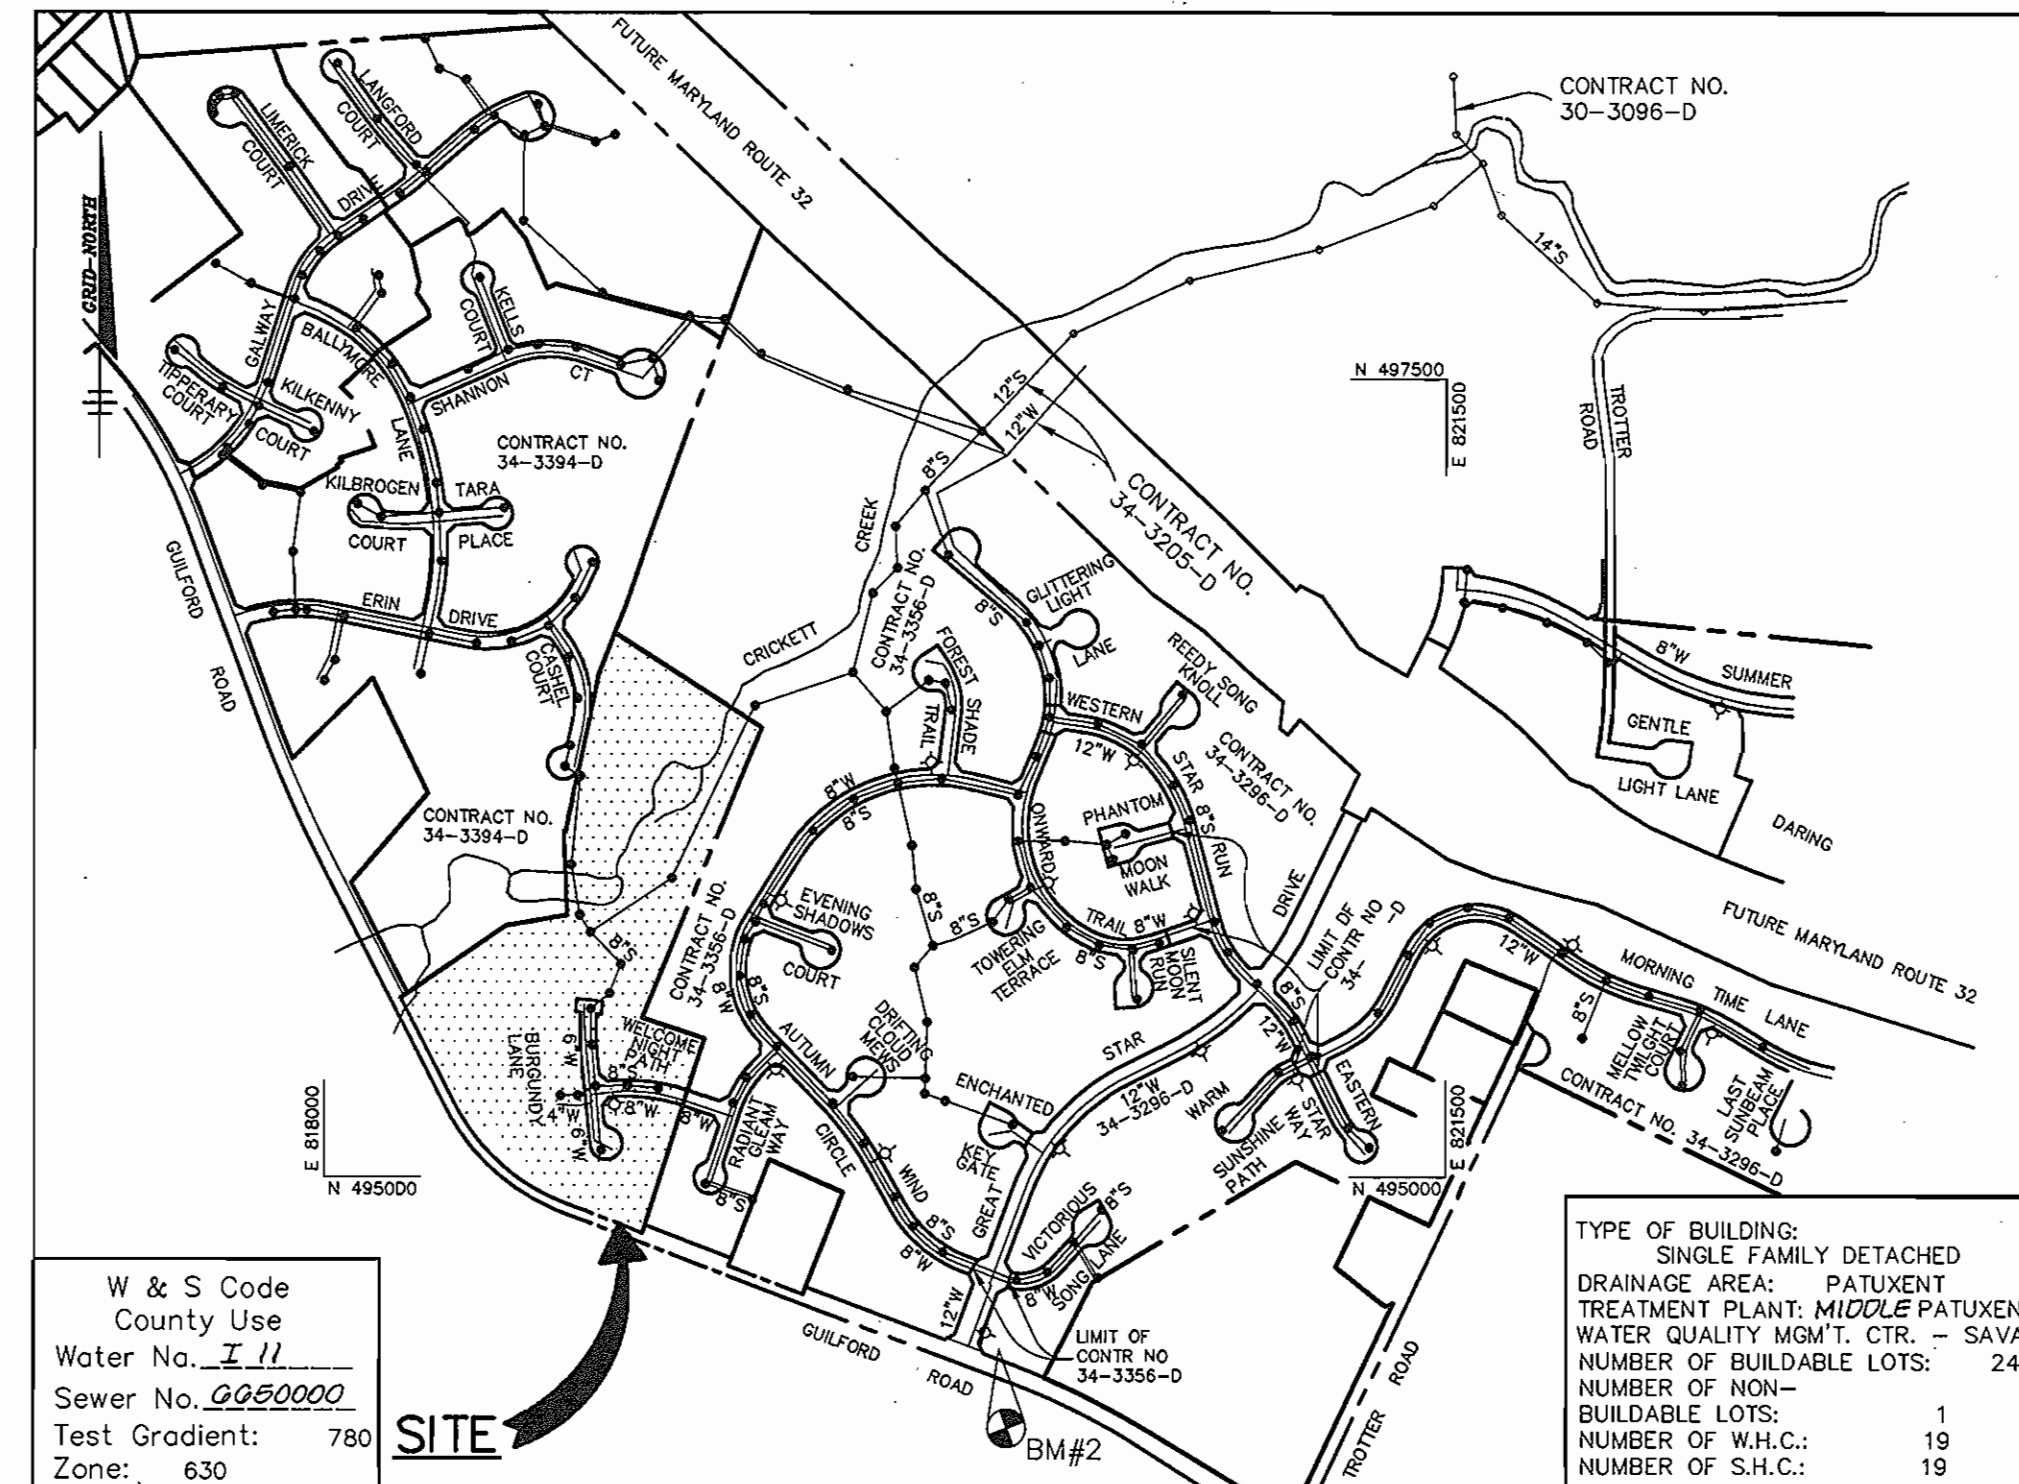 FUTURE MARYLAND ROUTE 32
CONTRACT NO.
30-3096-D
LANGFORD
COURT
LIMERICK
COURT
DRIVE
GRID-NORTH
14"S
KELLS
COURT
GALWAY
BALLYMORE
LANE
SHANNON
CT
TIPPERARY
COURT
KILKENNY
COURT
12"S
12"W
8"S
N 497500
E 821500
TROTTER
ROAD
CONTRACT NO.
34-3394-D
KILBROGEN
COURT
TARA
PLACE
CONTRACT NO.
34-3205-D
CREEK
CRICKETT
GUILFORD
ROAD
ERIN
DRIVE
CASHEL
COURT
CONTRACT NO.
34-3356-D
8"S
GLITTERING
LIGHT
LANE
FOREST
SHADE
TRAIL
REEDY SONG
KNOLL
WESTERN
STAR
RUN
12"W
8"S
CONTRACT NO.
34-3296-D
8"W
SUMMER
GENTLE
LIGHT LANE
DARING
CONTRACT NO.
34-3394-D
8"W
8"S
PHANTOM
MOON
WALK
ONWARD
TRAIL
8"W
8"S
DRIVE
LIMIT OF
CONTR NO
34-    -D
FUTURE MARYLAND ROUTE 32
CONTRACT NO.
34-3356-D
EVENING
SHADOWS
COURT
8"S
8"S
TOWERING
ELM
TERRACE
SILENT
MOON
RUN
8"S
8"S
8"W
12"W
MORNING TIME LANE
8"S
MELLOW
TWILIGHT
COURT
LAST
SUNBEAM
PLACE
CONTRACT NO. 34-3296-D
8"S
12"W
EASTERN
STAR
WAY
WARM
SUNSHINE
PATH
STAR
12"W
34-3296-D
ENCHANTED
KEY
GATE
DRIFTING
CLOUD
MEWS
AUTUMN
CIRCLE
WIND
WELCOME
NIGHT
PATH
BURGUNDY
LANE
6"W
8"S
8"W
8"W
4"W
6"W
RADIANT
GLEAM
WAY
8"S
E 818000
N 495000
E 821500
N 495000
GREAT
VICTORIOUS
SONG LANE
8"S
8"W
8"S
8"W
12"W
GUILFORD
ROAD
LIMIT OF
CONTR NO
34-3356-D
BM#2
TROTTER
ROAD
SITE
W & S Code
County Use
Water No. I 11
Sewer No. GG50000
Test Gradient: 780
Zone: 630
TYPE OF BUILDING:
SINGLE FAMILY DETACHED
DRAINAGE AREA: PATUXENT
TREATMENT PLANT: MIDDLE PATUXEN
WATER QUALITY MGM'T. CTR. - SAVA
NUMBER OF BUILDABLE LOTS: 24
NUMBER OF NON-
BUILDABLE LOTS: 1
NUMBER OF W.H.C.: 19
NUMBER OF S.H.C.: 19